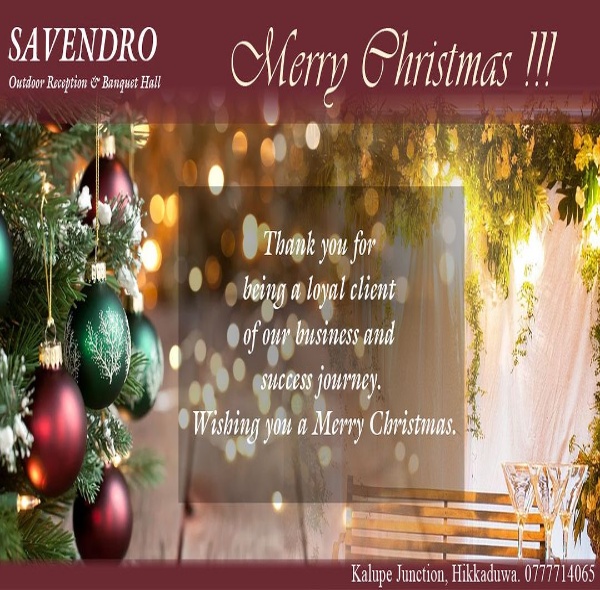 SAVENDRO
Outdoor Reception & Banquet Hall
Merry Christmas !!!
Thank you for
being a loyal client
of our business and
success journey.
Wishing you a Merry Christmas.
Kalupe Junction, Hikkaduwa. 0777714065